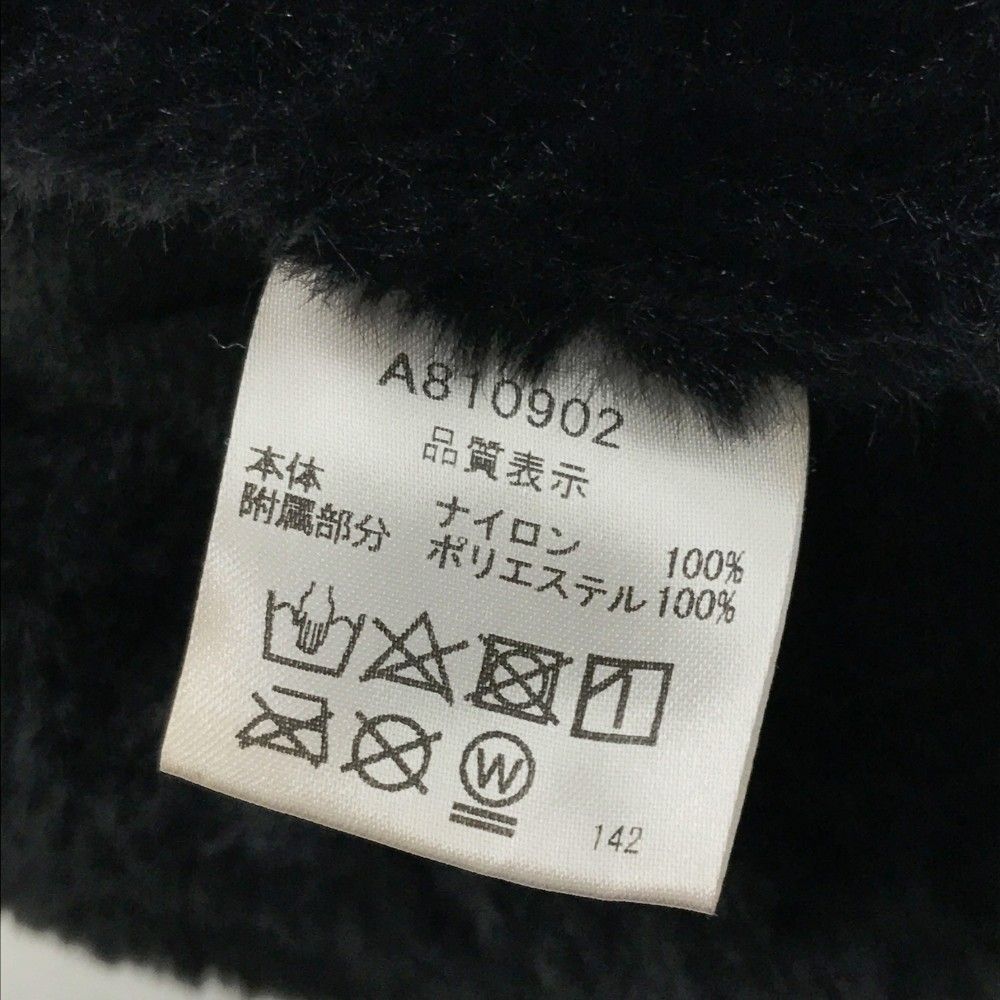 A810902
品質表示
本体 ナイロン 100%
附属部分 ポリエステル 100%
W
142